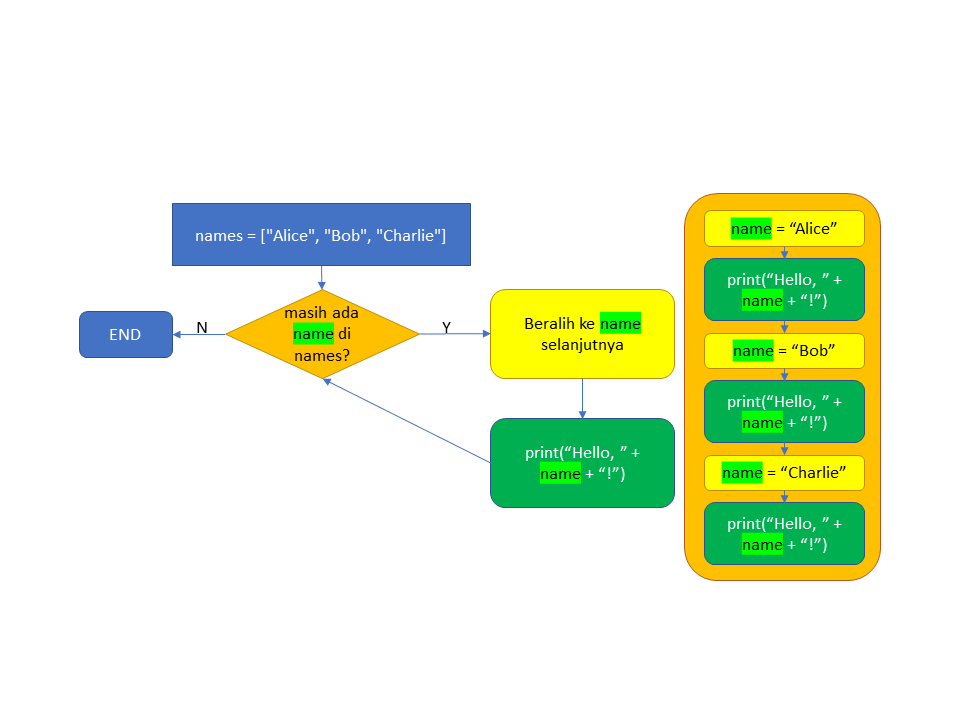 names = ["Alice", "Bob", "Charlie"]
masih ada
name di
names?
N
END
Y
Beralih ke name
selanjutnya
print(“Hello, ” +
name + “!”)
name = “Alice”
print(“Hello, ” +
name + “!”)
name = “Bob”
print(“Hello, ” +
name + “!”)
name = “Charlie”
print(“Hello, ” +
name + “!”)